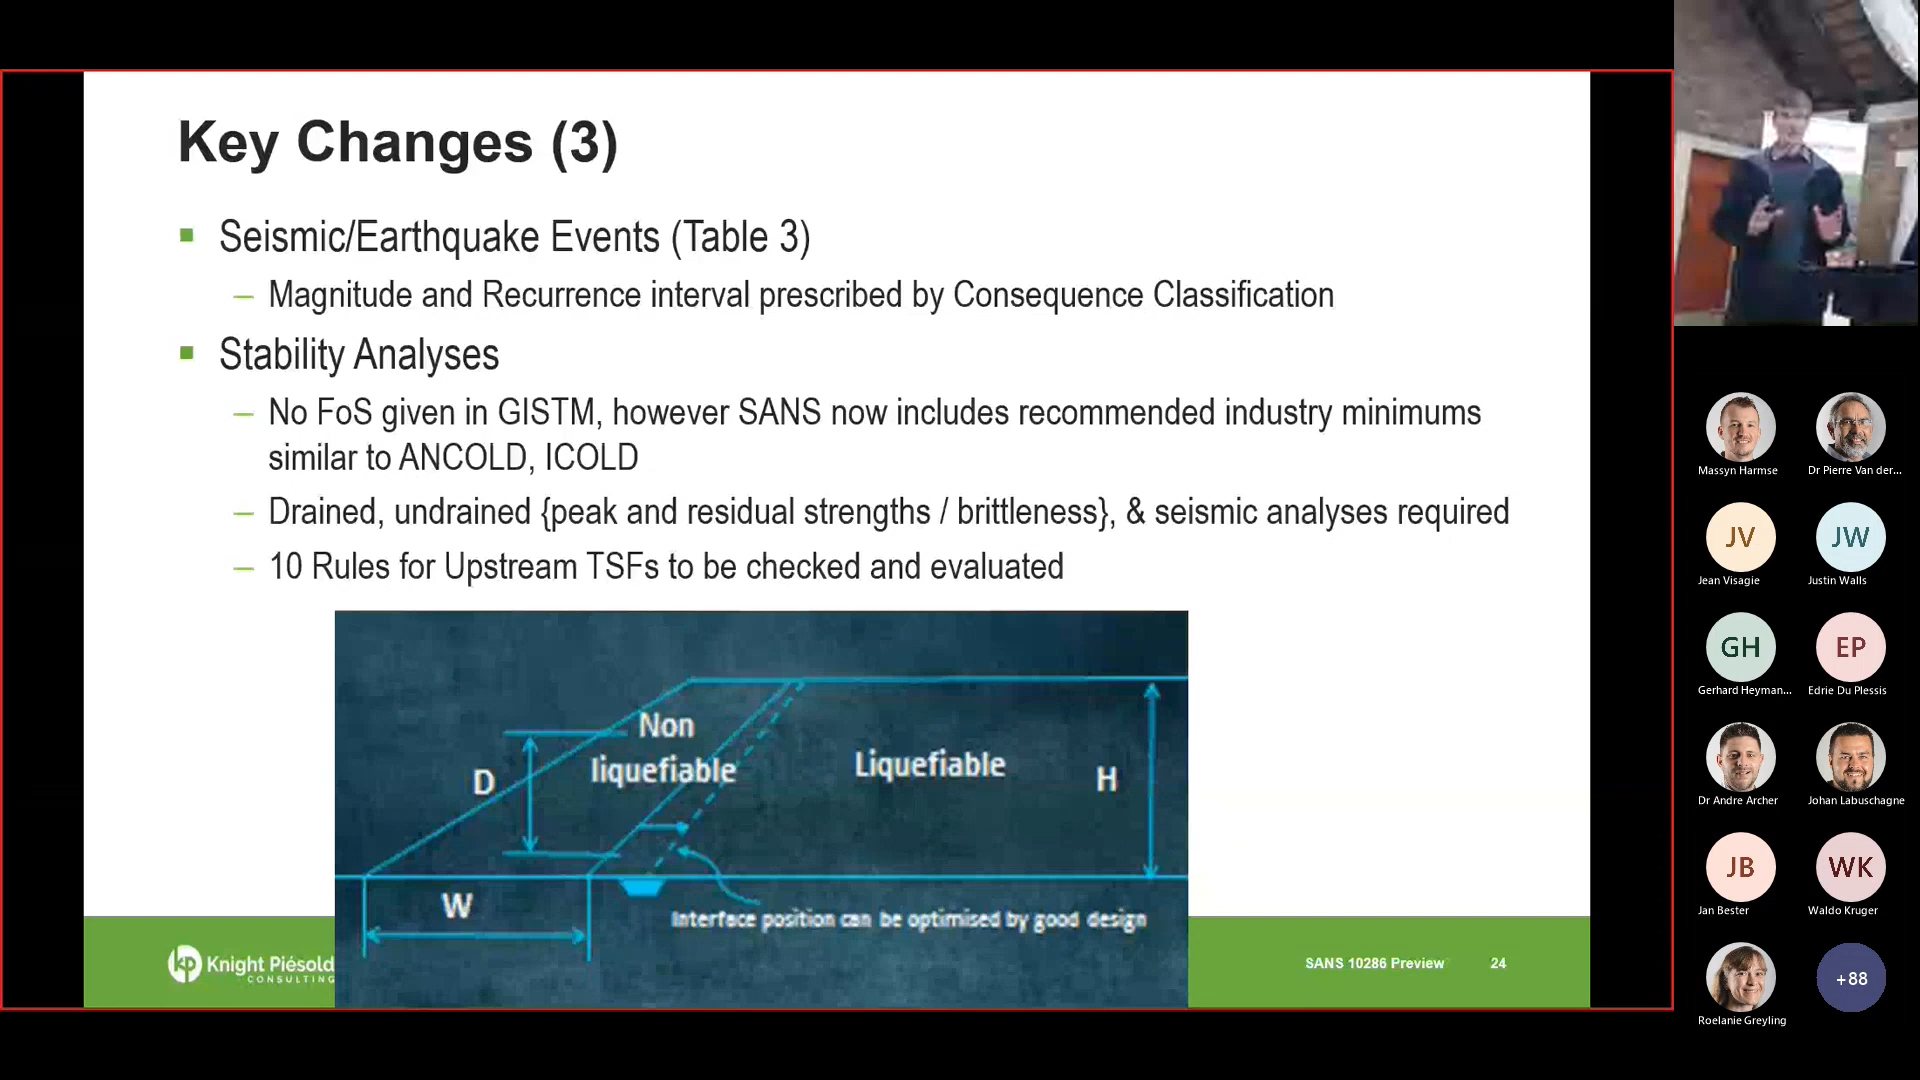 Key Changes (3)
Seismic/Earthquake Events (Table 3)
– Magnitude and Recurrence interval prescribed by Consequence Classification
Stability Analyses
– No FoS given in GISTM, however SANS now includes recommended industry minimums
similar to ANCOLD, ICOLD
– Drained, undrained {peak and residual strengths / brittleness}, & seismic analyses required
– 10 Rules for Upstream TSFs to be checked and evaluated
Non
liquefiable
Liquefiable
D
H
W
Interface position can be optimised by good design
kp Knight Piésold
CONSULTING
SANS 10286 Preview 24
Massyn Harmse
Dr Pierre Van der...
JV
JW
Jean Visagie
Justin Walls
GH
EP
Gerhard Heyman...
Edrie Du Plessis
Dr Andre Archer
Johan Labuschagne
JB
WK
Jan Bester
Waldo Kruger
+88
Roelanie Greyling